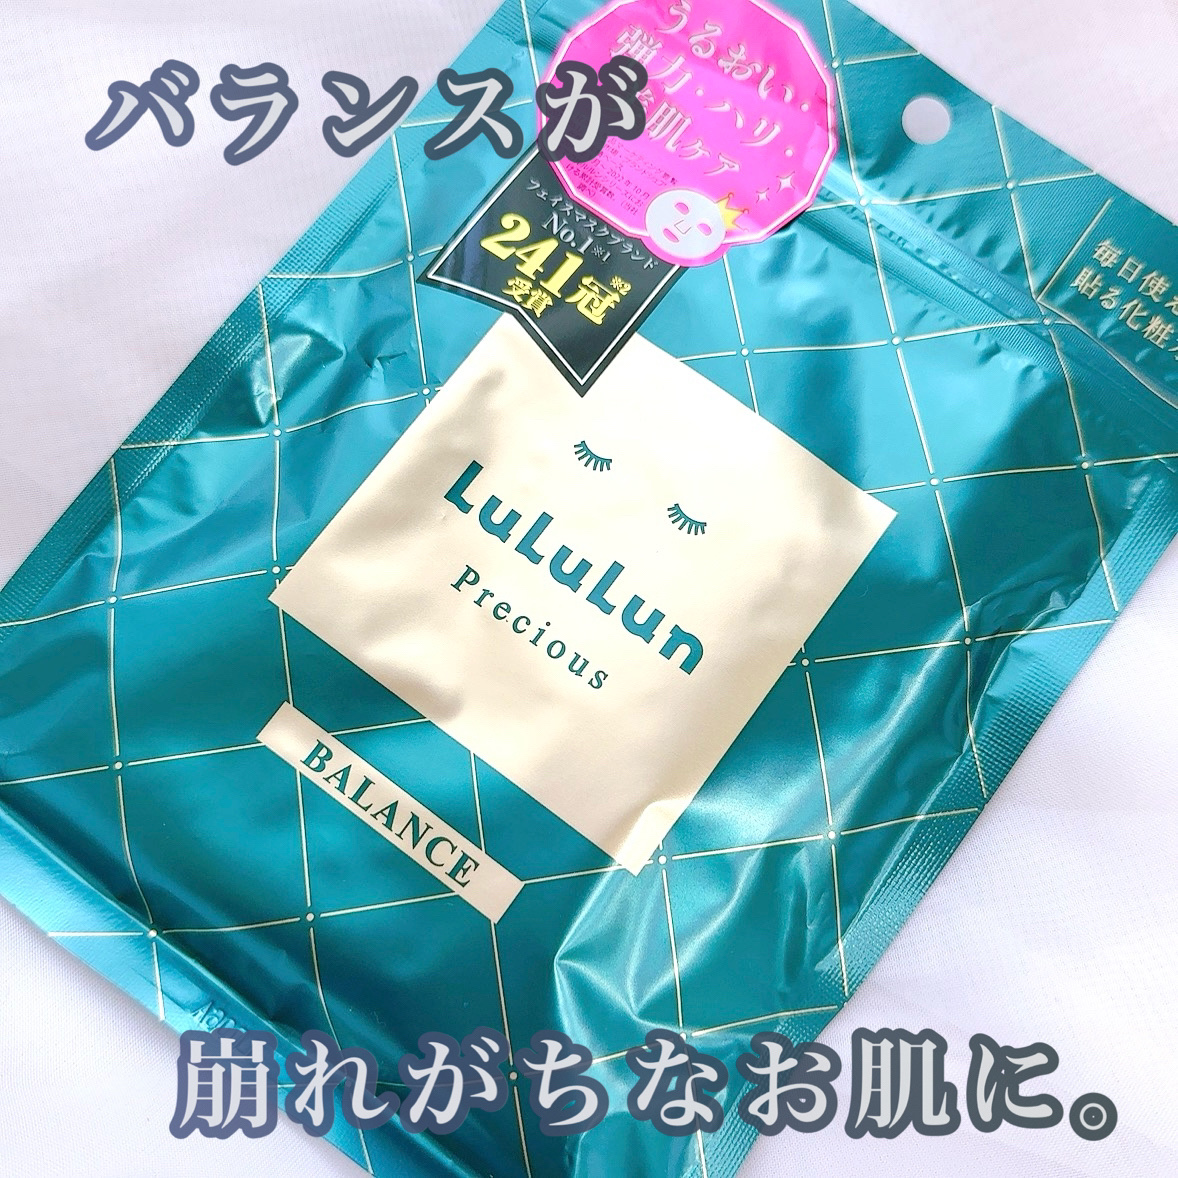 バランスが
うるおい・
弾力・ハリ・
肌ケア
フェイスマスクブランド
No.1※1
241冠※2
受賞
毎日使え
貼る化粧
LuLuLun
Precious
BALANCE
崩れがちなお肌に。